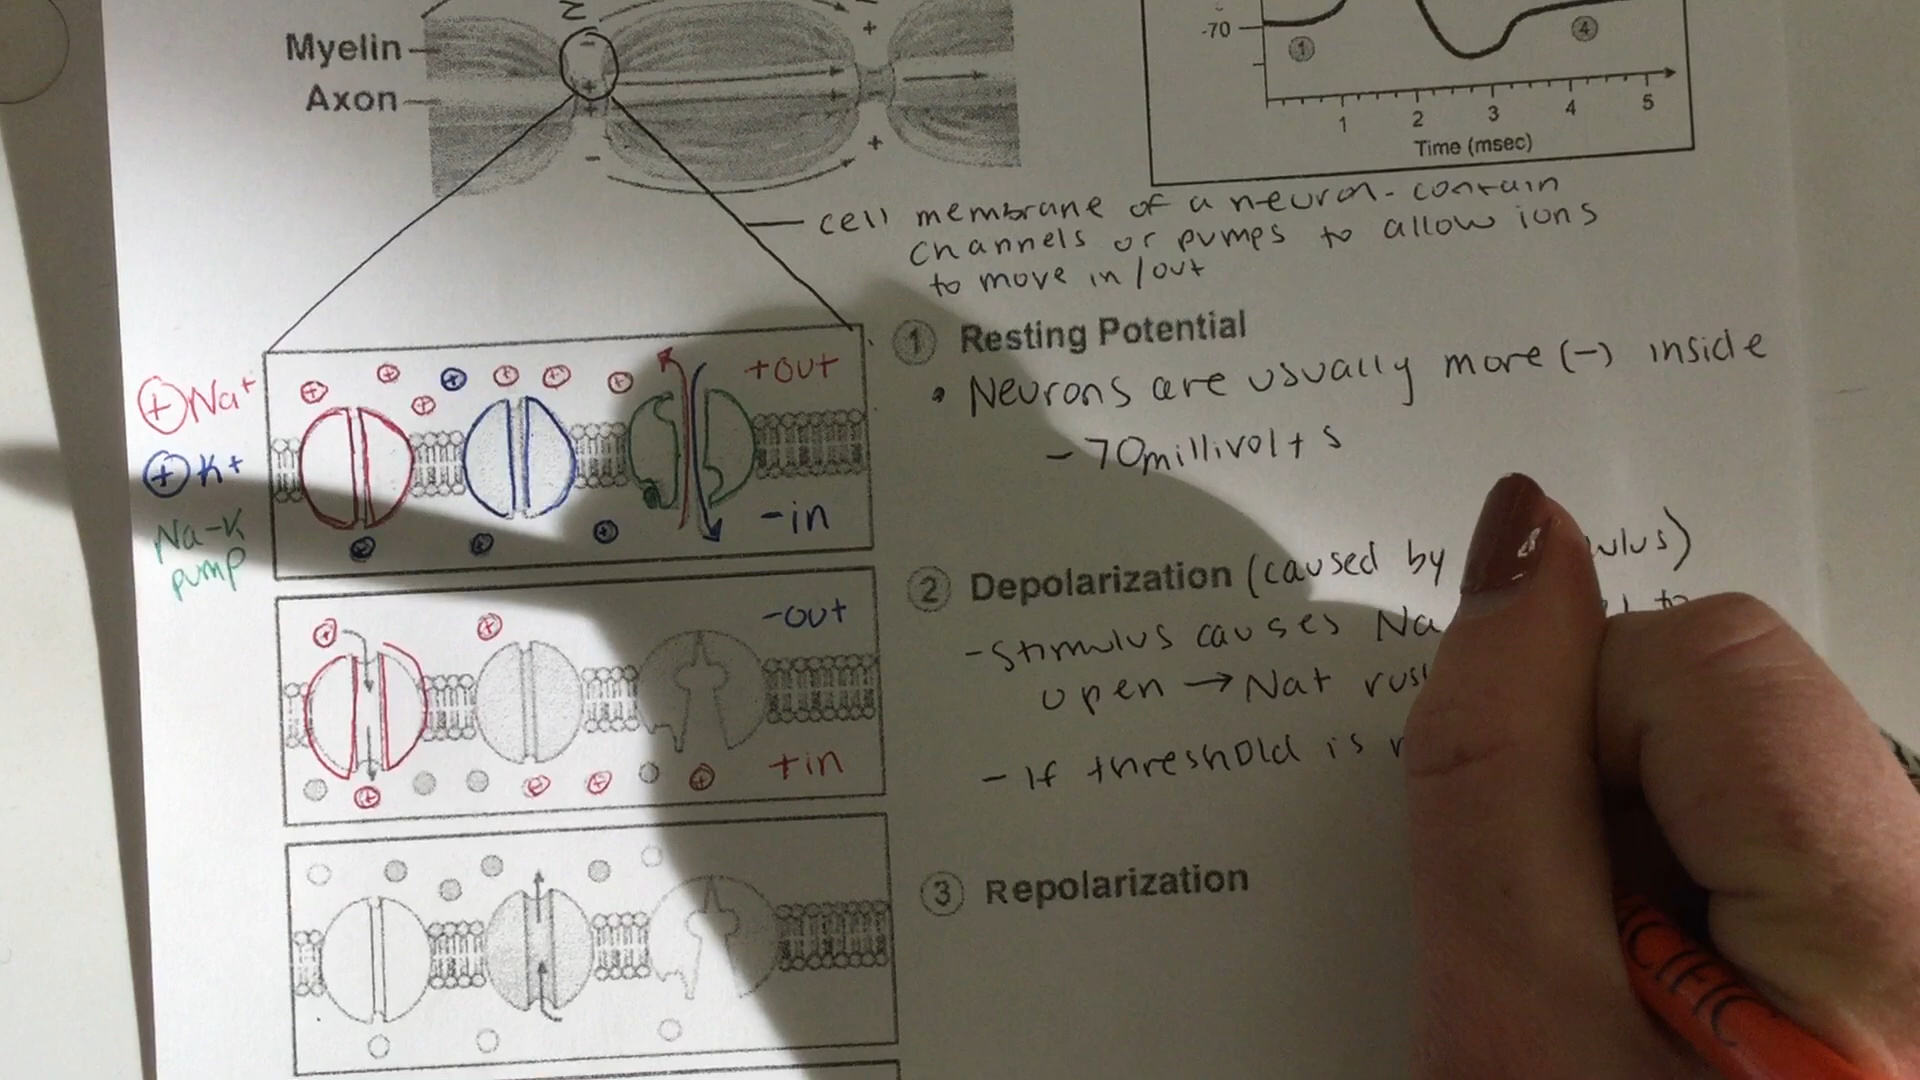 Myelin
Axon
-70
1
4
1 2 3 4 5
Time (msec)
cell membrane of a neuron - contain
channels or pumps to allow ions
to move in/out
1 Resting Potential
• Neurons are usually more (-) inside
-70millivolts
+ Na+
+ K+
Na-K
pump
+out
-in
2 Depolarization (caused by
-Stimulus causes Na
open → Na+
- If threshold is
-out
+in
3 Repolarization